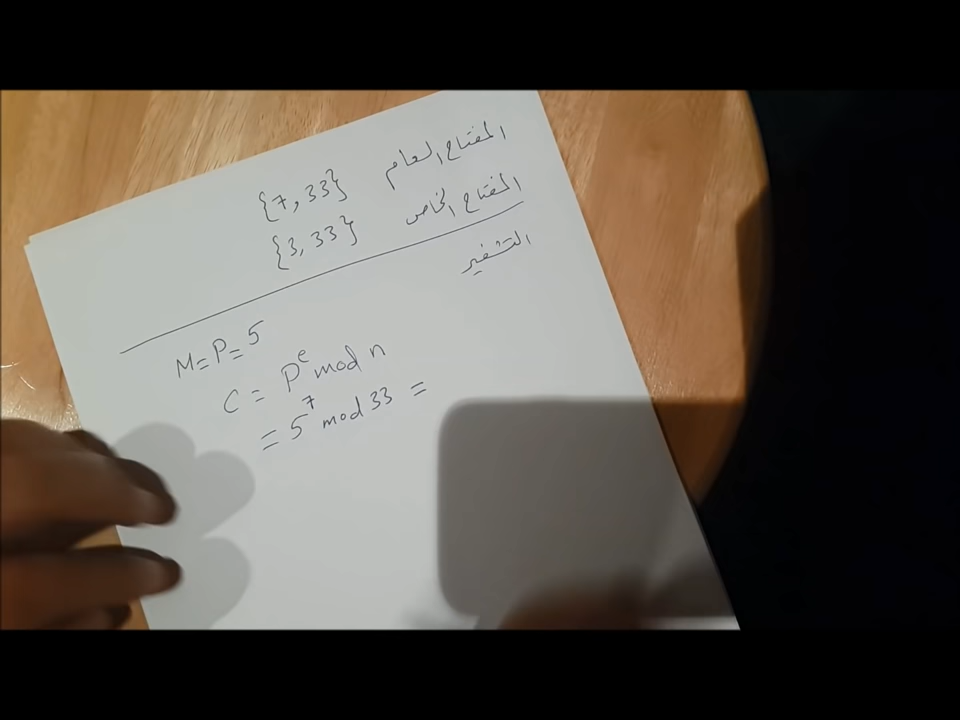 المفتاح العام {7,33}
المفتاح الخاص {3,33}
التشفير
M=P=5
C = P^e mod n
= 5^7 mod 33 =